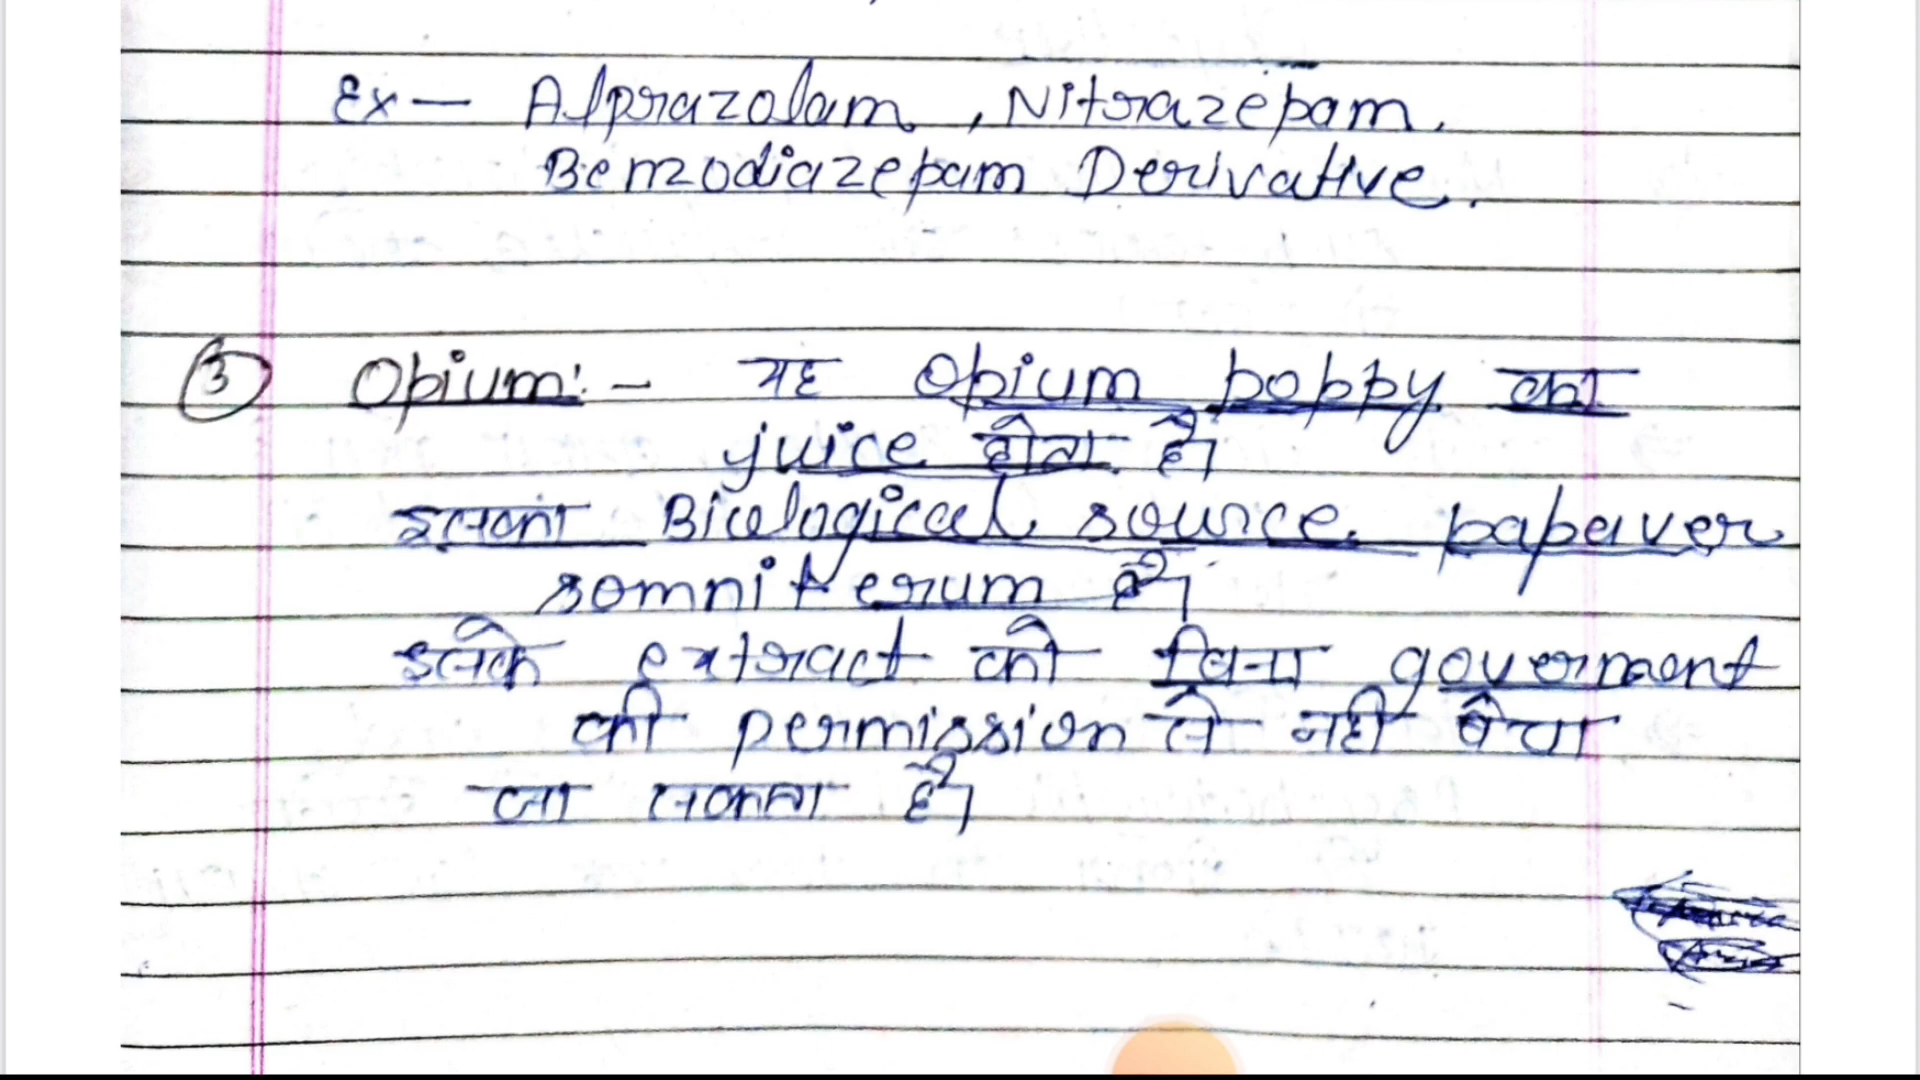 Ex — Alprazolam, Nitrazepam.
Benzodiazepam Derivative.
③ Opium:- यह Opium poppy का
juice होता है।
इसका Biological source papaver
somniferum है।
इसके extract को बिना goverment
की permission से नही बेचा
जा सकता है।